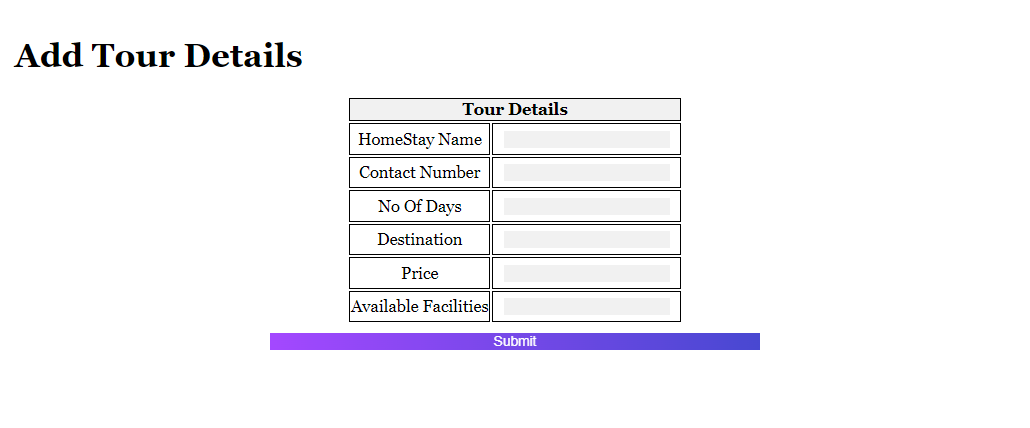 Add Tour Details
Tour Details
HomeStay Name
Contact Number
No Of Days
Destination
Price
Available Facilities
Submit